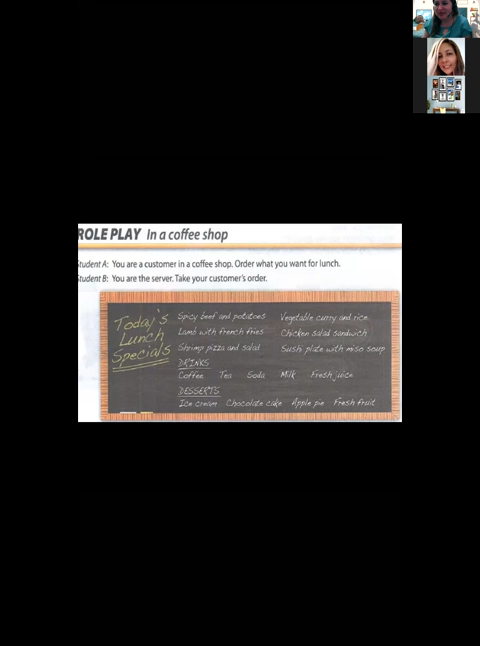 ROLE PLAY In a coffee shop
Student A: You are a customer in a coffee shop. Order what you want for lunch.
Student B: You are the server. Take your customer's order.
Today's
Lunch
Specials
Spicy beef and potatoes
Vegetable curry and rice
Lamb with french fries
Chicken salad sandwich
Shrimp pizza and salad
Sushi plate with miso soup
DRINKS
Coffee Tea Soda Milk Fresh juice
DESSERTS
Ice cream Chocolate cake Apple pie Fresh fruit